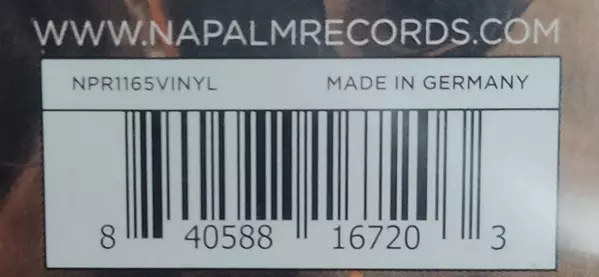 WWW.NAPALMRECORDS.COM
NPR1165VINYL MADE IN GERMANY
8 40588 16720 3